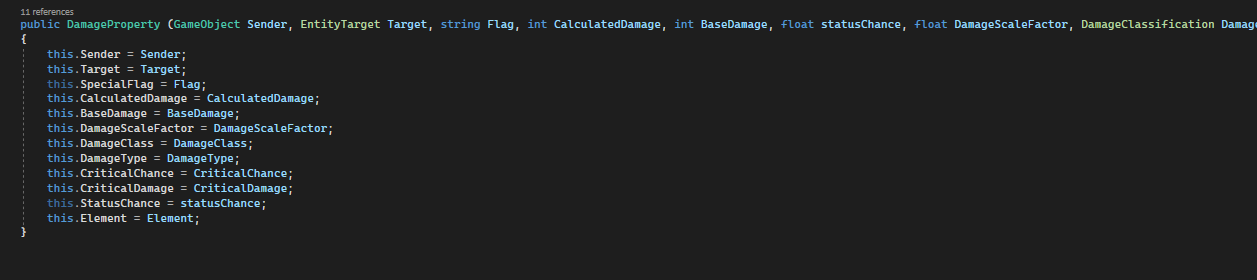 11 references
public DamageProperty (GameObject Sender, EntityTarget Target, string Flag, int CalculatedDamage, int BaseDamage, float statusChance, float DamageScaleFactor, DamageClassification Damage
{
this.Sender = Sender;
this.Target = Target;
this.SpecialFlag = Flag;
this.CalculatedDamage = CalculatedDamage;
this.BaseDamage = BaseDamage;
this.DamageScaleFactor = DamageScaleFactor;
this.DamageClass = DamageClass;
this.DamageType = DamageType;
this.CriticalChance = CriticalChance;
this.CriticalDamage = CriticalDamage;
this.StatusChance = statusChance;
this.Element = Element;
}